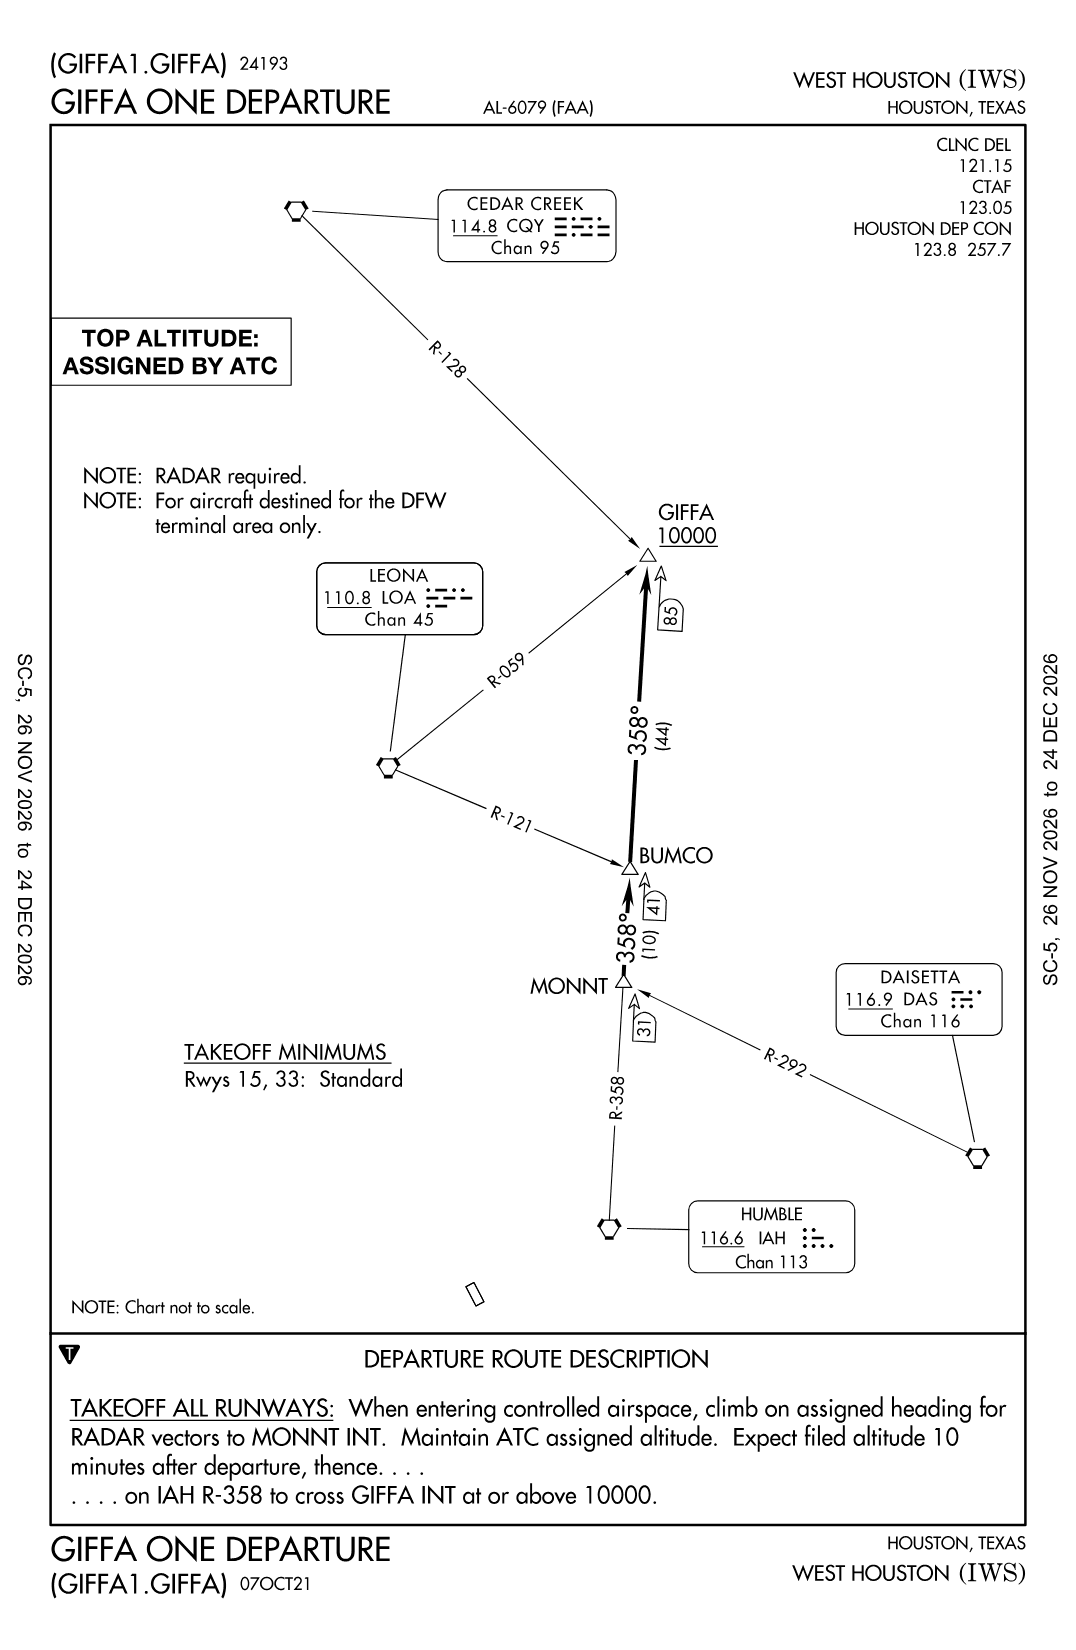 (GIFFA1.GIFFA) 24193
GIFFA ONE DEPARTURE
AL-6079 (FAA)
WEST HOUSTON (IWS)
HOUSTON, TEXAS
CLNC DEL
121.15
CTAF
123.05
HOUSTON DEP CON
123.8 257.7
CEDAR CREEK
114.8 CQY
Chan 95
TOP ALTITUDE:
ASSIGNED BY ATC
R-128
NOTE: RADAR required.
NOTE: For aircraft destined for the DFW
terminal area only.
GIFFA
10000
LEONA
110.8 LOA
Chan 45
85
R-059
358°
(44)
R-121
BUMCO
41
358°
(10)
MONNT
31
DAISETTA
116.9 DAS
Chan 116
R-292
TAKEOFF MINIMUMS
Rwys 15, 33: Standard
R-358
HUMBLE
116.6 IAH
Chan 113
NOTE: Chart not to scale.
SC-5, 26 NOV 2026 to 24 DEC 2026
SC-5, 26 NOV 2026 to 24 DEC 2026
T
DEPARTURE ROUTE DESCRIPTION
TAKEOFF ALL RUNWAYS: When entering controlled airspace, climb on assigned heading for
RADAR vectors to MONNT INT. Maintain ATC assigned altitude. Expect filed altitude 10
minutes after departure, thence. . . .
. . . . on IAH R-358 to cross GIFFA INT at or above 10000.
GIFFA ONE DEPARTURE
(GIFFA1.GIFFA) 07OCT21
HOUSTON, TEXAS
WEST HOUSTON (IWS)